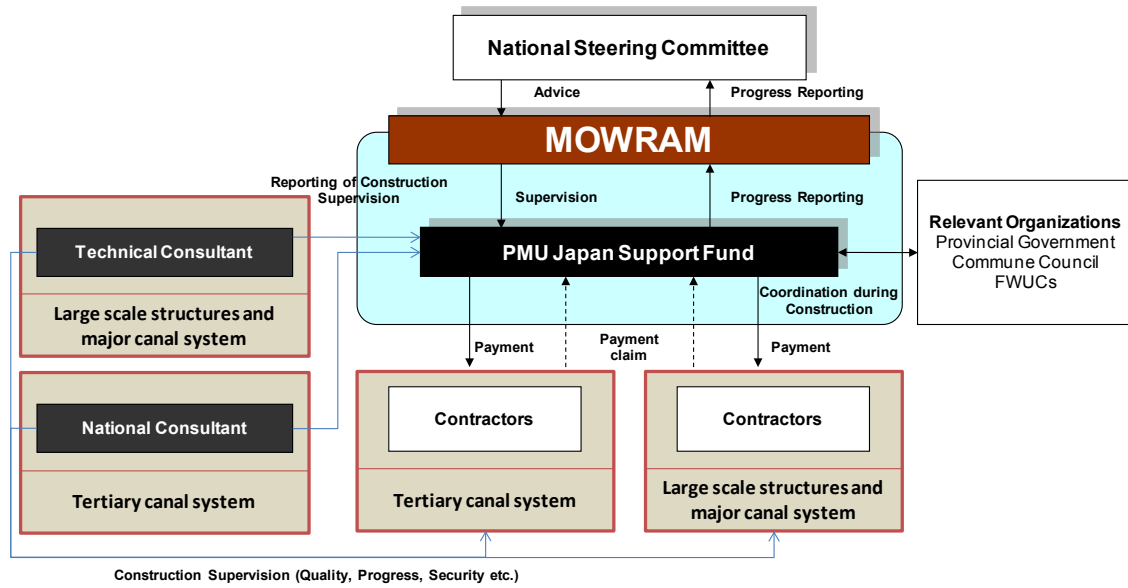 National Steering Committee
Advice
Progress Reporting
MOWRAM
Reporting of Construction
Supervision
Supervision
Progress Reporting
Technical Consultant
Large scale structures and
major canal system
PMU Japan Support Fund
Relevant Organizations
Provincial Government
Commune Council
FWUCs
Coordination during
Construction
Payment
Payment
claim
Payment
National Consultant
Tertiary canal system
Contractors
Tertiary canal system
Contractors
Large scale structures and
major canal system
Construction Supervision (Quality, Progress, Security etc.)